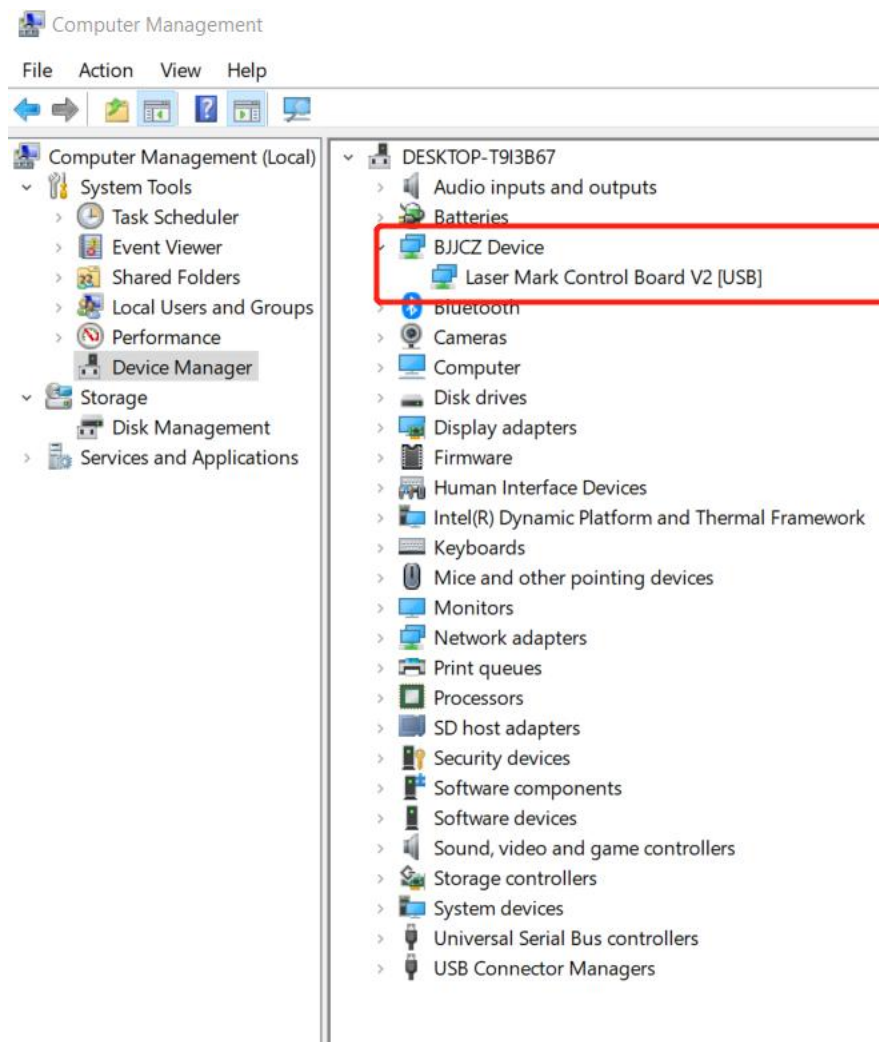 Computer Management
File Action View Help
Computer Management (Local)
System Tools
Task Scheduler
Event Viewer
Shared Folders
Local Users and Groups
Performance
Device Manager
Storage
Disk Management
Services and Applications
DESKTOP-T9I3B67
Audio inputs and outputs
Batteries
BJJCZ Device
Laser Mark Control Board V2 [USB]
Bluetooth
Cameras
Computer
Disk drives
Display adapters
Firmware
Human Interface Devices
Intel(R) Dynamic Platform and Thermal Framework
Keyboards
Mice and other pointing devices
Monitors
Network adapters
Print queues
Processors
SD host adapters
Security devices
Software components
Software devices
Sound, video and game controllers
Storage controllers
System devices
Universal Serial Bus controllers
USB Connector Managers